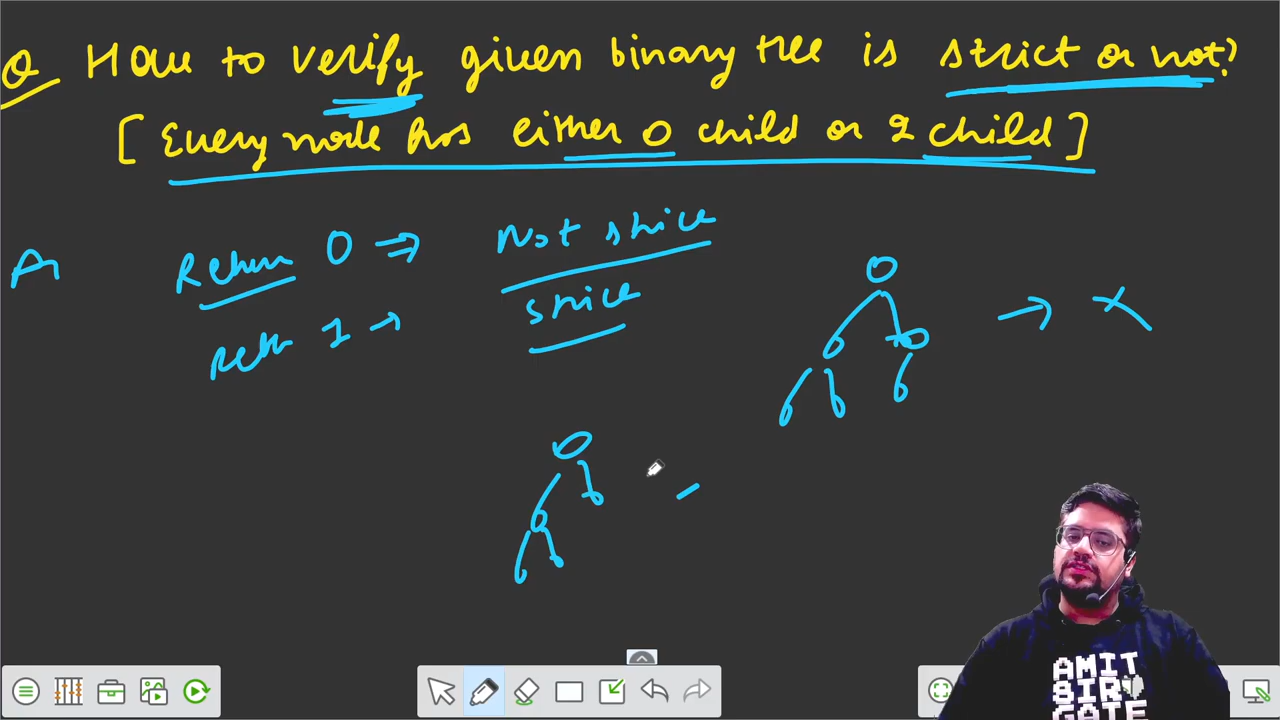 Q How to verify given binary tree is strict or not?
[Every node has either 0 child or 2 child]
A
Return 0 ⇒ Not strict
Return 1 → strict
→ ×
AMIT
SIR
GATE